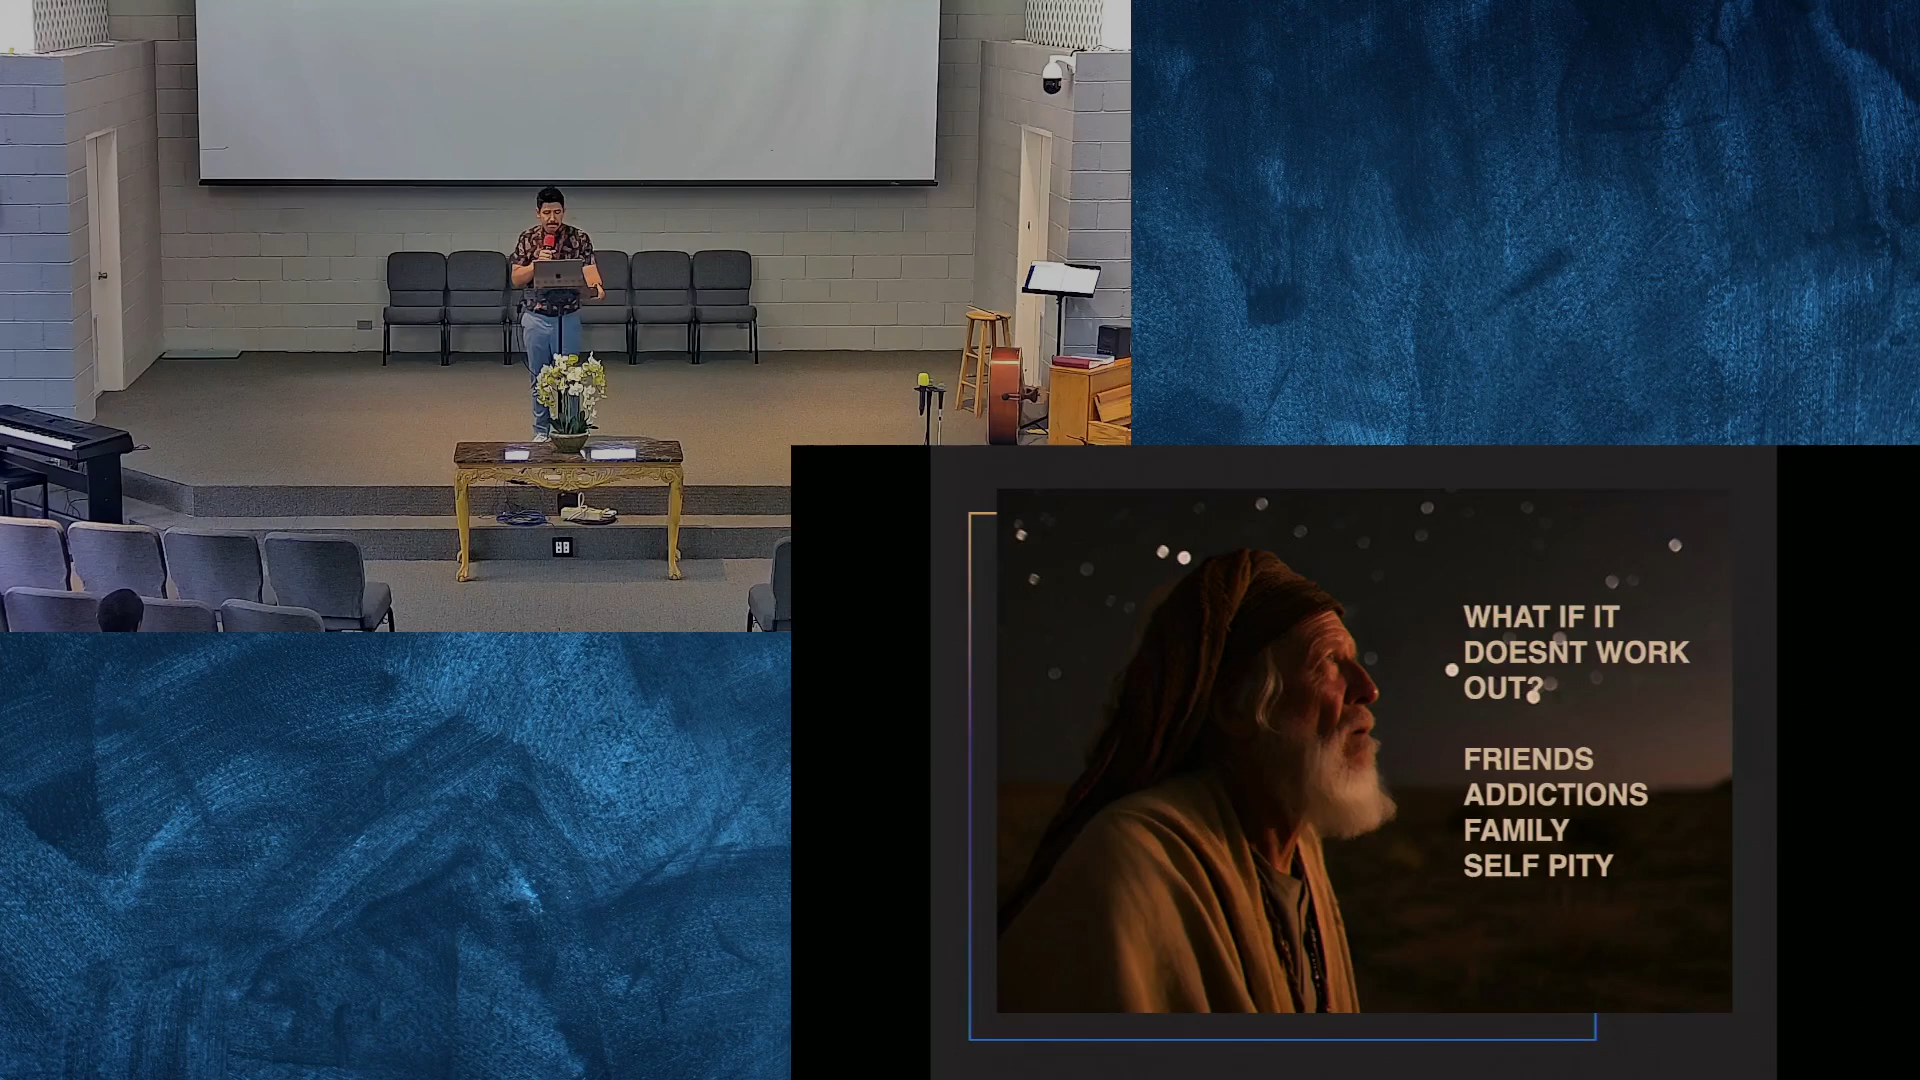 WHAT IF IT
DOESNT WORK
OUT?
FRIENDS
ADDICTIONS
FAMILY
SELF PITY